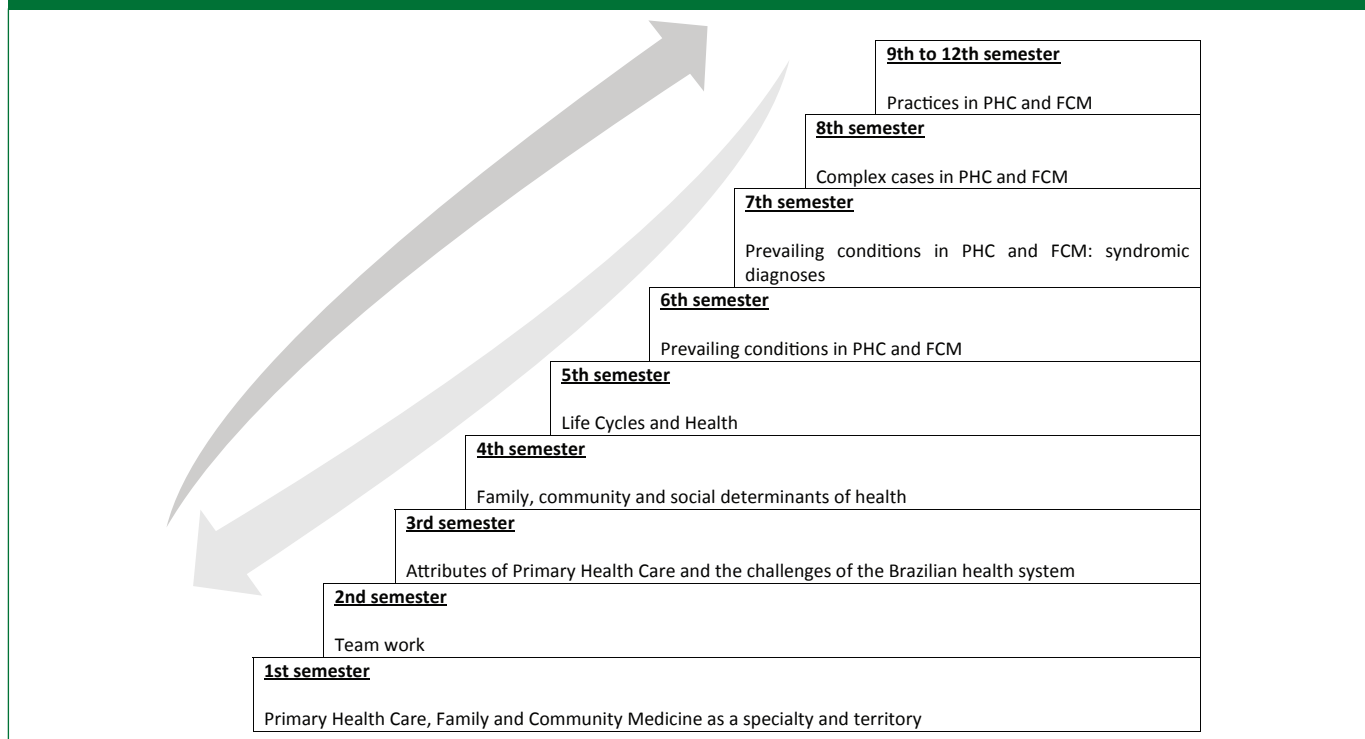 9th to 12th semester
Practices in PHC and FCM
8th semester
Complex cases in PHC and FCM
7th semester
Prevailing conditions in PHC and FCM: syndromic
diagnoses
6th semester
Prevailing conditions in PHC and FCM
5th semester
Life Cycles and Health
4th semester
Family, community and social determinants of health
3rd semester
Attributes of Primary Health Care and the challenges of the Brazilian health system
2nd semester
Team work
1st semester
Primary Health Care, Family and Community Medicine as a specialty and territory